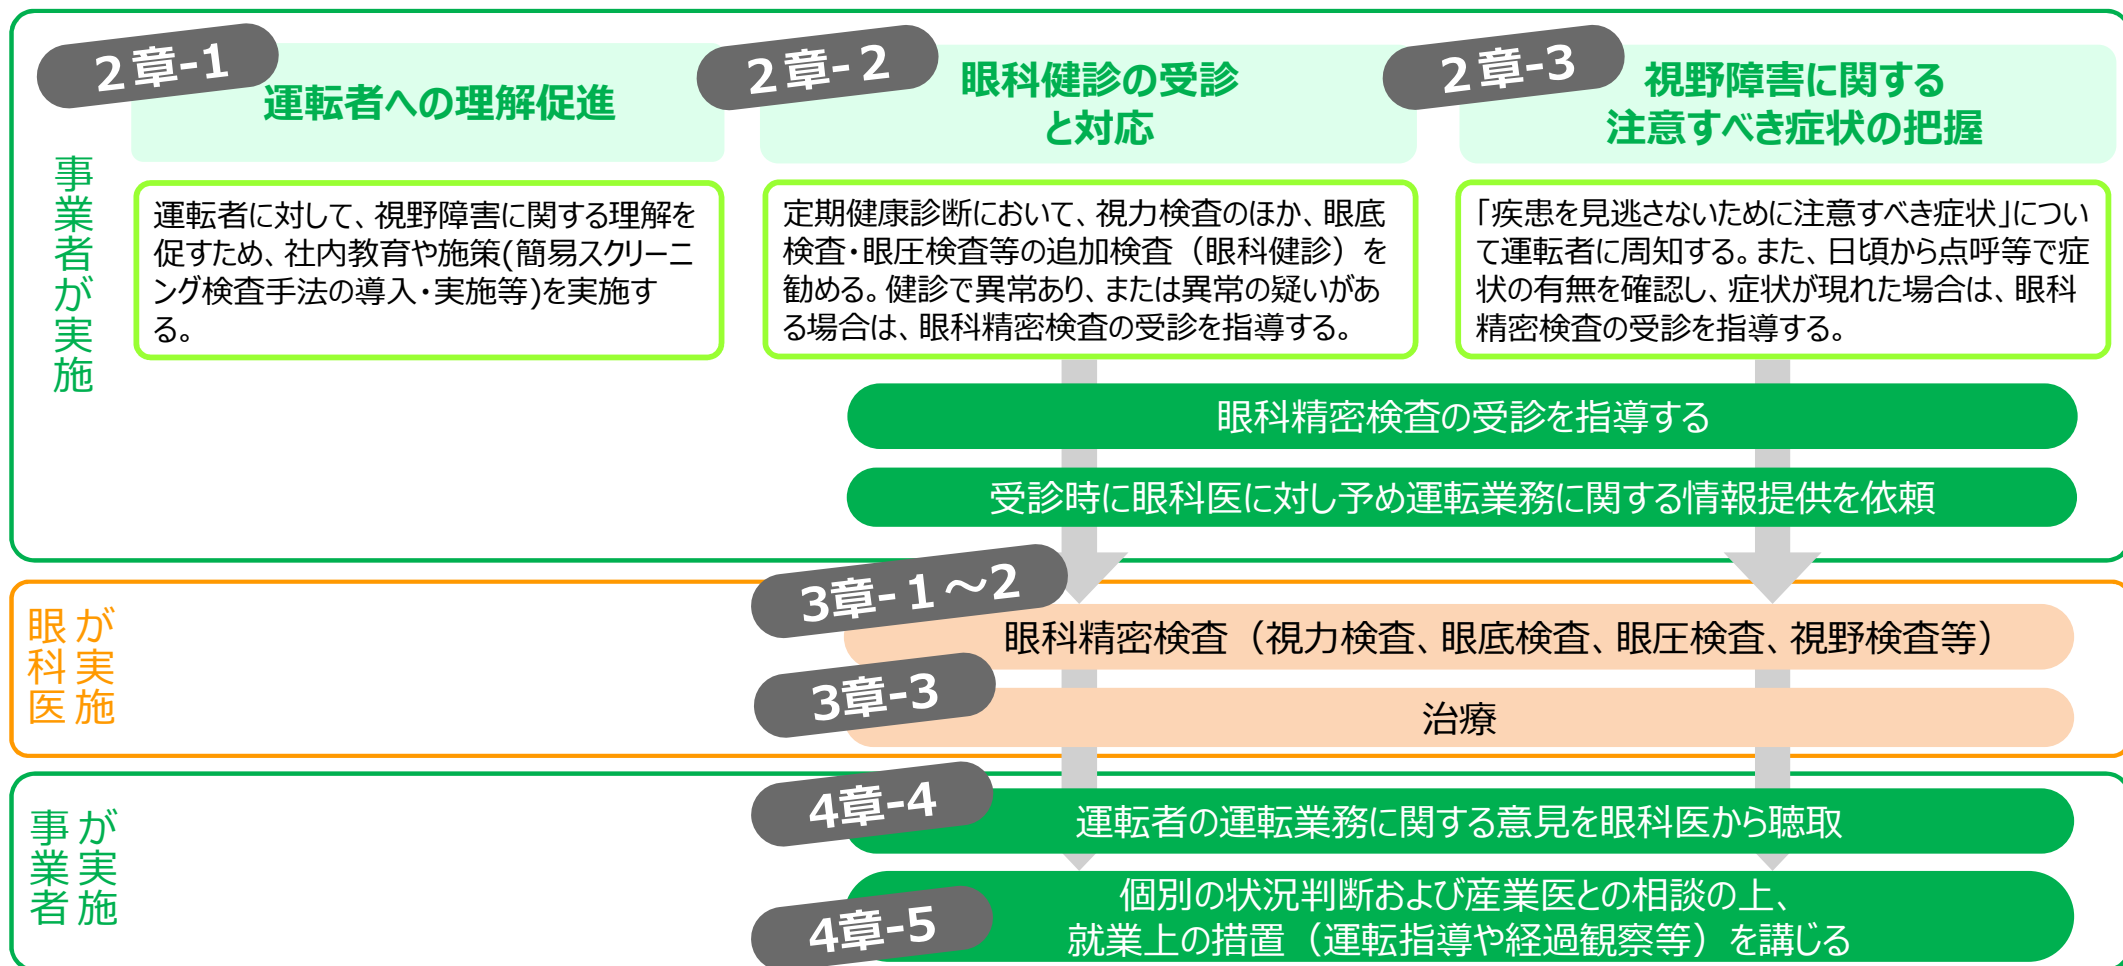 2章-1
運転者への理解促進
運転者に対して、視野障害に関する理解を
促すため、社内教育や施策(簡易スクリーニ
ング検査手法の導入・実施等)を実施す
る。
2章-2
眼科健診の受診
と対応
定期健康診断において、視力検査のほか、眼底
検査・眼圧検査等の追加検査（眼科健診）を
勧める。健診で異常あり、または異常の疑いがあ
る場合は、眼科精密検査の受診を指導する。
2章-3
視野障害に関する
注意すべき症状の把握
「疾患を見逃さないために注意すべき症状」につい
て運転者に周知する。また、日頃から点呼等で症
状の有無を確認し、症状が現れた場合は、眼科
精密検査の受診を指導する。
事業者が実施
眼科精密検査の受診を指導する
受診時に眼科医に対し予め運転業務に関する情報提供を依頼
眼科医
が実施
3章-1～2
眼科精密検査（視力検査、眼底検査、眼圧検査、視野検査等）
3章-3
治療
事業者
が実施
4章-4
運転者の運転業務に関する意見を眼科医から聴取
4章-5
個別の状況判断および産業医との相談の上、
就業上の措置（運転指導や経過観察等）を講じる